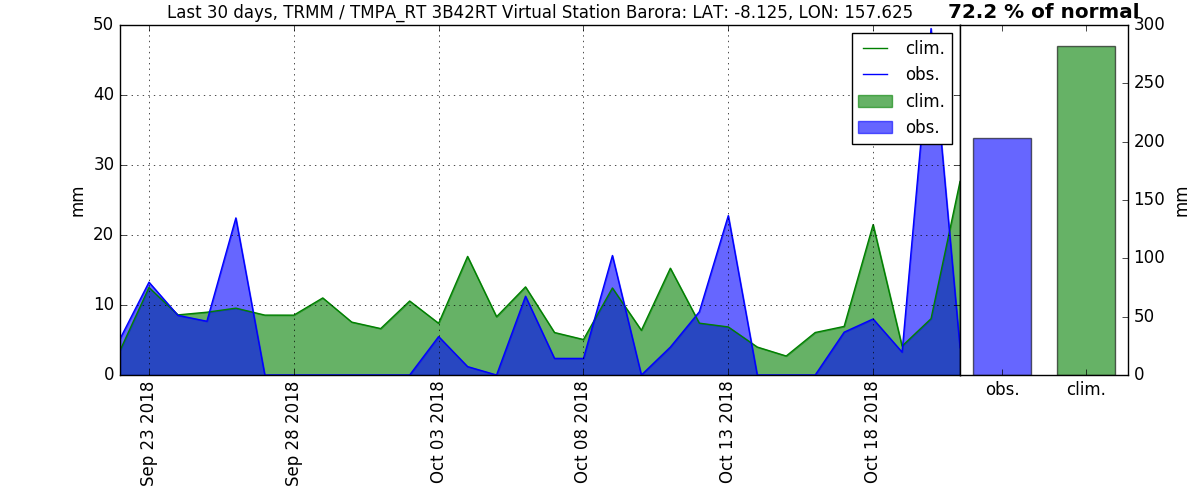 Last 30 days, TRMM / TMPA_RT 3B42RT Virtual Station Barora: LAT: -8.125, LON: 157.625
72.2 % of normal
50
40
30
20
10
0
mm
clim.
obs.
clim.
obs.
300
250
200
150
100
50
0
mm
Sep 23 2018
Sep 28 2018
Oct 03 2018
Oct 08 2018
Oct 13 2018
Oct 18 2018
obs.
clim.